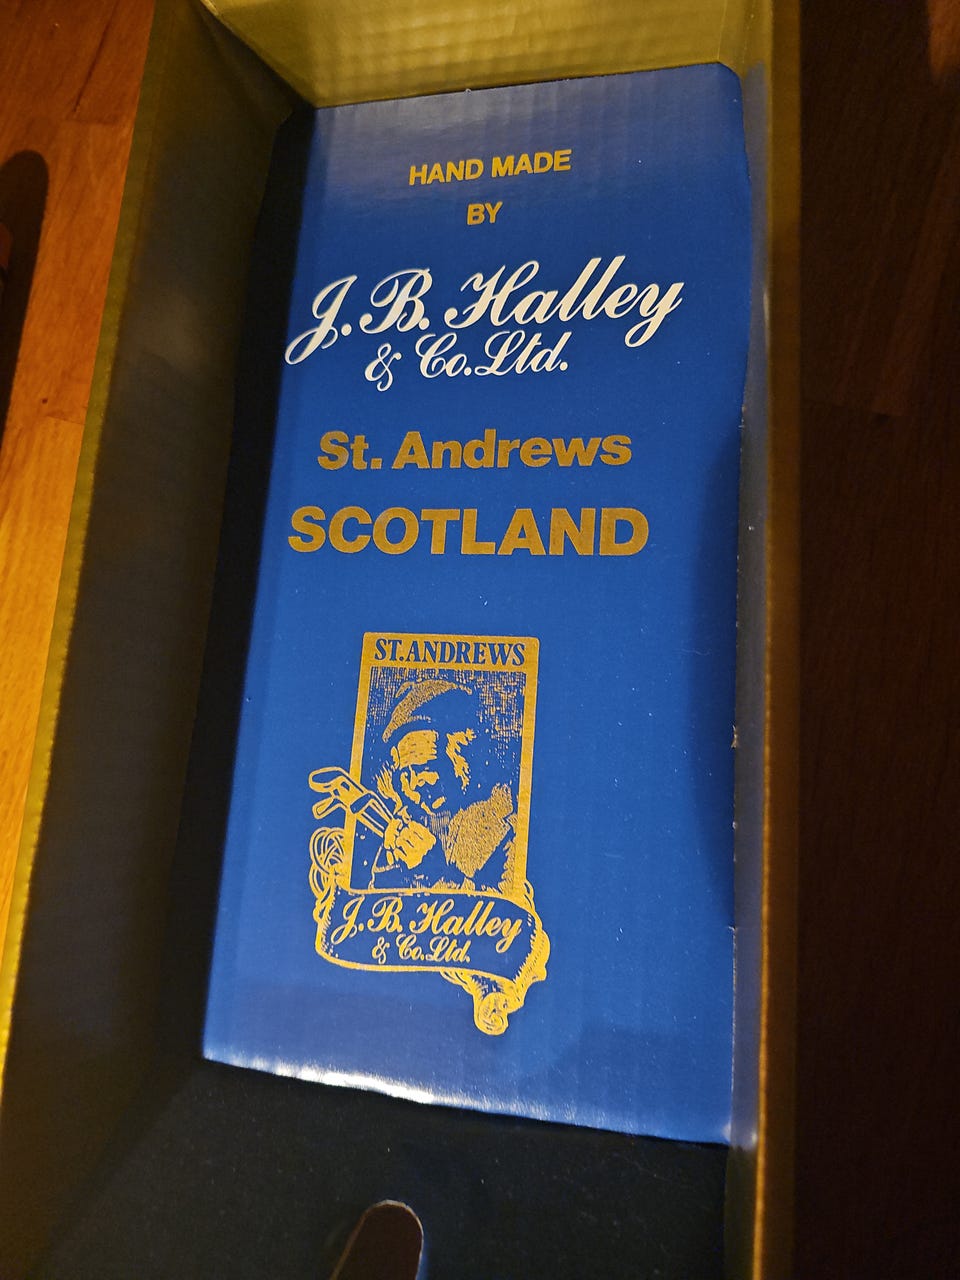 HAND MADE
BY
J.B. Halley
& Co.Ltd.
St. Andrews
SCOTLAND
ST.ANDREWS
J.B. Halley
& Co.Ltd.